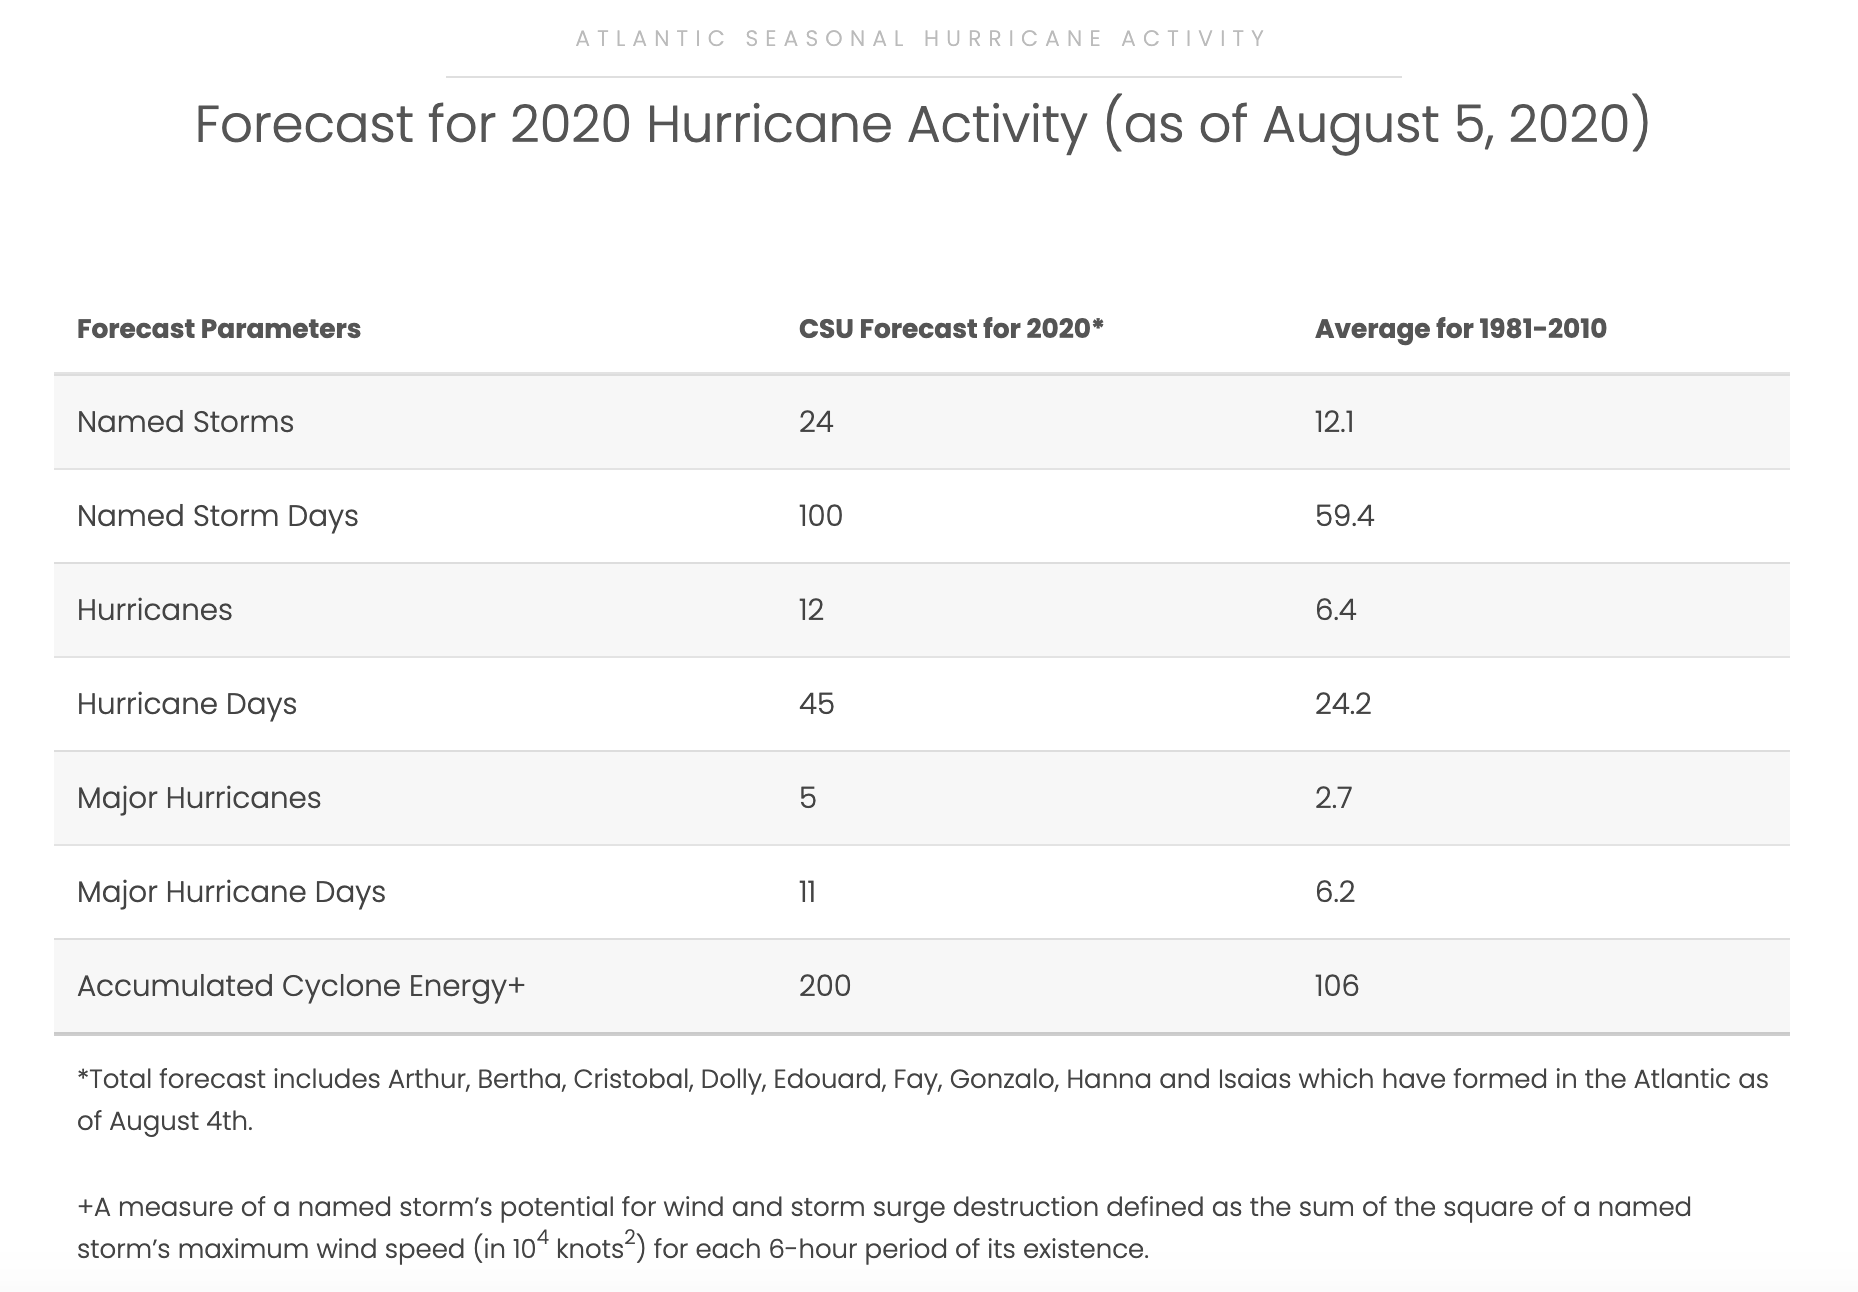 ATLANTIC SEASONAL HURRICANE ACTIVITY
Forecast for 2020 Hurricane Activity (as of August 5, 2020)
Forecast Parameters CSU Forecast for 2020* Average for 1981-2010
Named Storms 24 12.1
Named Storm Days 100 59.4
Hurricanes 12 6.4
Hurricane Days 45 24.2
Major Hurricanes 5 2.7
Major Hurricane Days 11 6.2
Accumulated Cyclone Energy+ 200 106
*Total forecast includes Arthur, Bertha, Cristobal, Dolly, Edouard, Fay, Gonzalo, Hanna and Isaias which have formed in the Atlantic as
of August 4th.
+A measure of a named storm’s potential for wind and storm surge destruction defined as the sum of the square of a named
storm’s maximum wind speed (in 10⁴ knots²) for each 6-hour period of its existence.